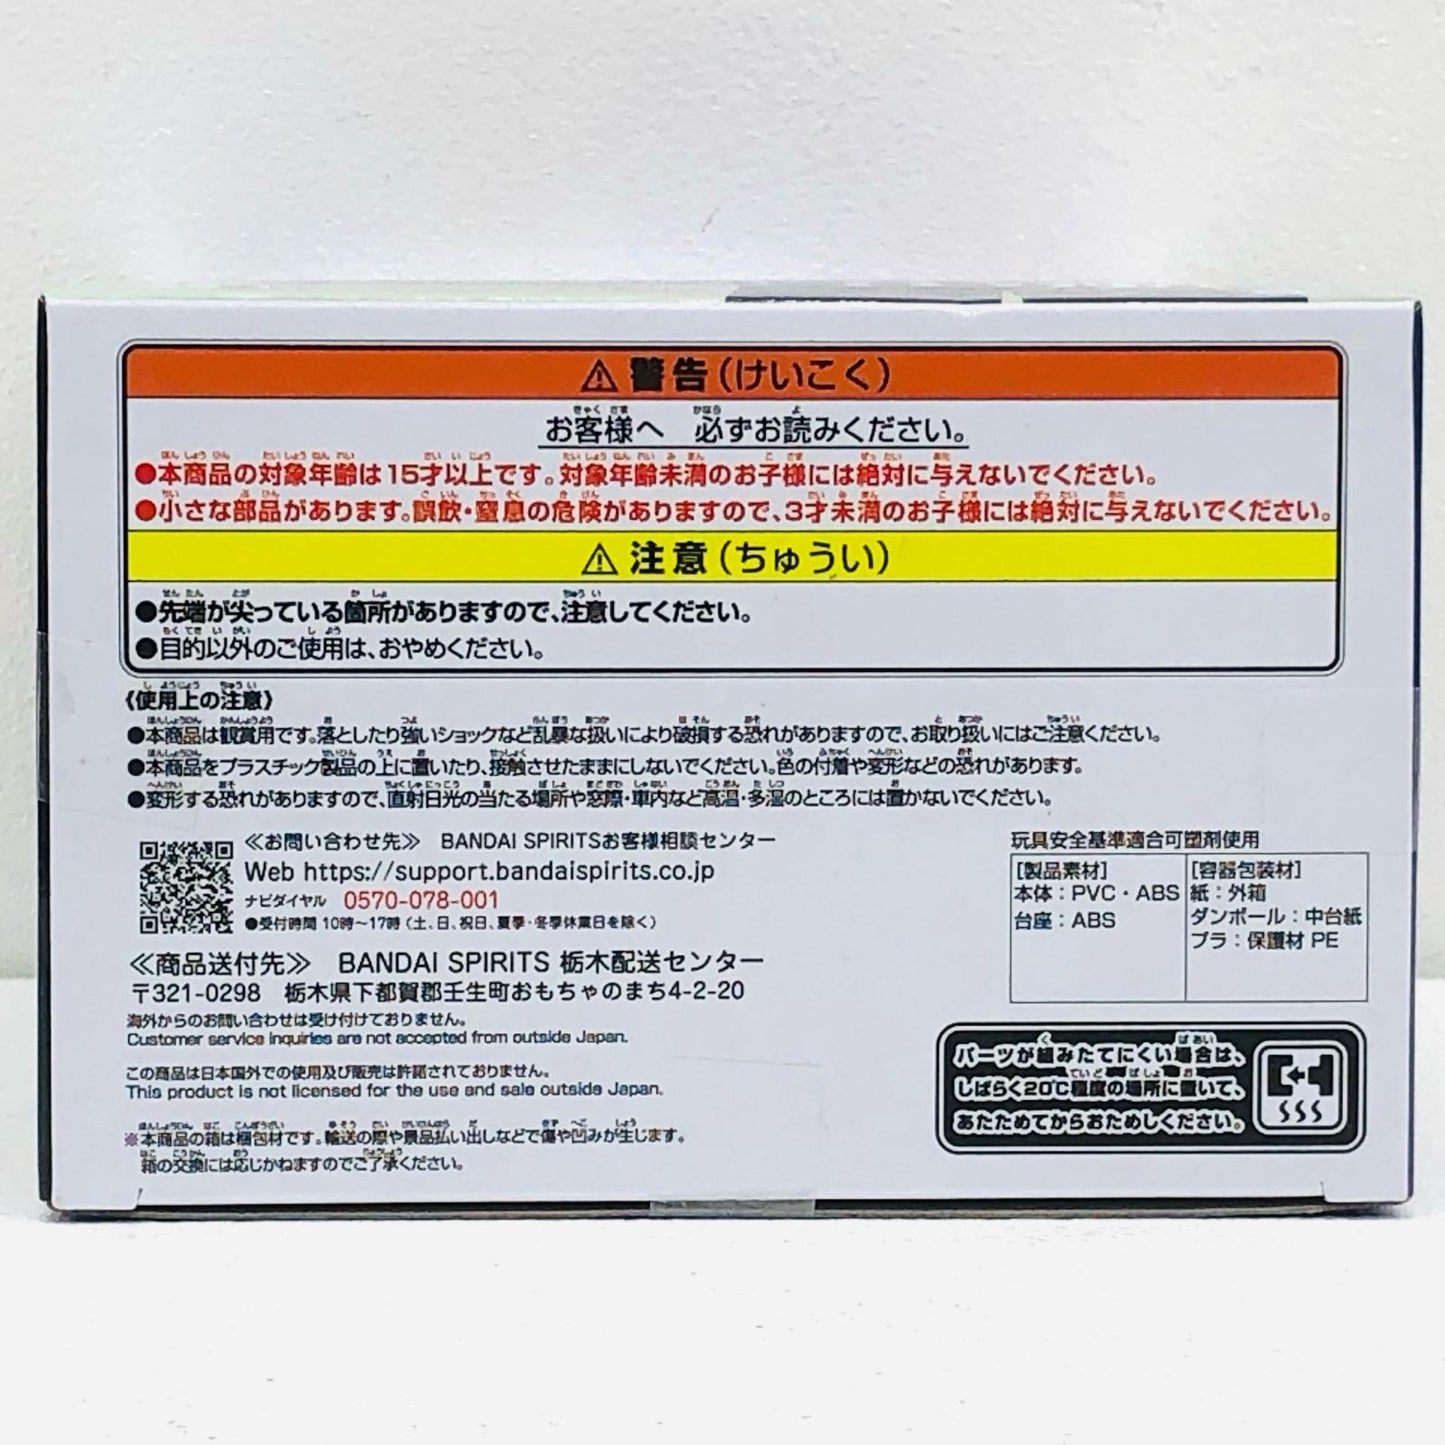 ⚠警告(けいこく)
お客様へ 必ずお読みください。
●本商品の対象年齢は15才以上です。対象年齢未満のお子様には絶対に与えないでください。
●小さな部品があります。誤飲・窒息の危険がありますので、3才未満のお子様には絶対に与えないでください。
⚠注意(ちゅうい)
●先端が尖っている箇所がありますので、注意してください。
●目的以外のご使用は、おやめください。
《使用上の注意》
●本商品は観賞用です。落としたり強いショックなど乱暴な扱いにより破損する恐れがありますので、お取り扱いにはご注意ください。
●本商品をプラスチック製品の上に置いたり、接触させたままにしないでください。色の付着や変形などの恐れがあります。
●変形する恐れがありますので、直射日光の当たる場所や窓際・車内など高温・多湿のところには置かないでください。
≪お問い合わせ先≫ BANDAI SPIRITSお客様相談センター
Web https://support.bandaispirits.co.jp
ナビダイヤル 0570-078-001
●受付時間 10時~17時(土、日、祝日、夏季・冬季休業日を除く)
≪商品送付先≫ BANDAI SPIRITS 栃木配送センター
〒321-0298 栃木県下都賀郡壬生町おもちゃのまち4-2-20
海外からのお問い合わせは受け付けておりません。
Customer service inquiries are not accepted from outside Japan.
この商品は日本国外での使用及び販売は許諾されておりません。
This product is not licensed for the use and sale outside Japan.
※本商品の箱は梱包材です。輸送の際や景品払い出しなどで傷や凹みが生じます。
箱の交換には応じかねますのでご了承ください。
玩具安全基準適合可塑剤使用
[製品素材]
本体:PVC・ABS
台座:ABS
[容器包装材]
紙:外箱
ダンボール:中台紙
プラ:保護材 PE
パーツが組みたてにくい場合は、
しばらく20℃程度の場所に置いて、
あたためてからおためしください。